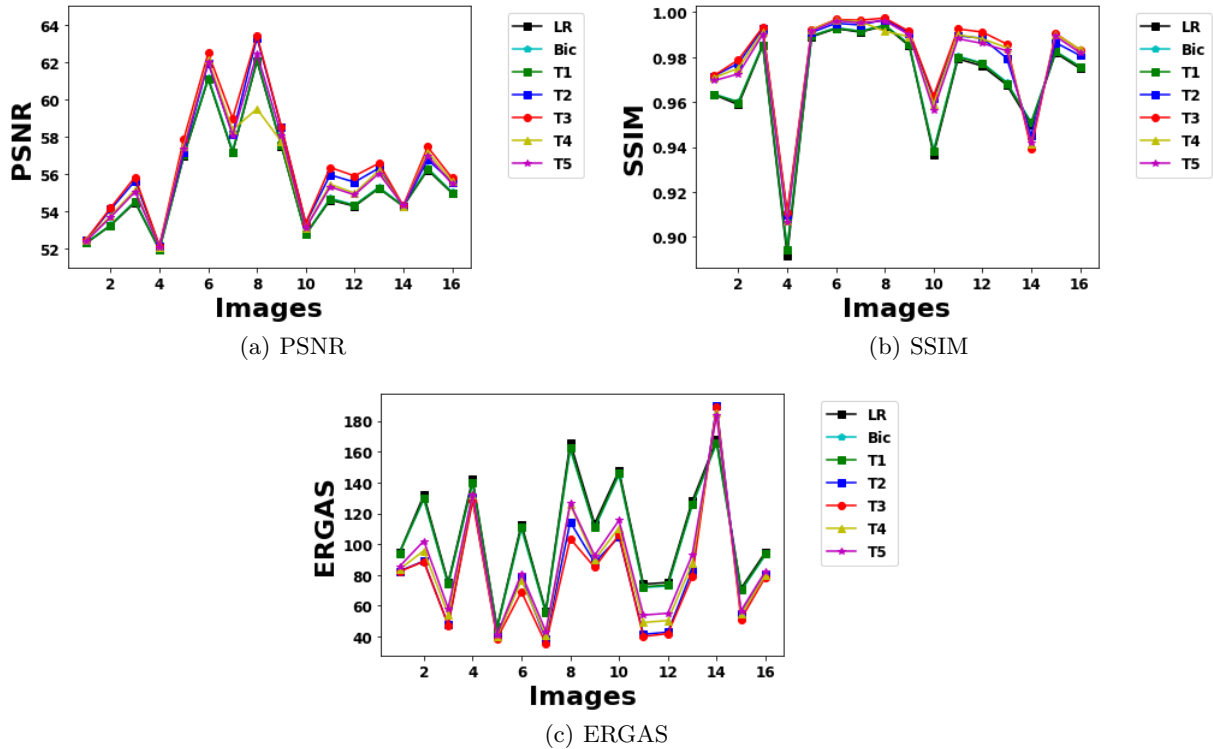 64
62
60
58
56
54
52
PSNR
2 4 6 8 10 12 14 16
Images
LR
Bic
T1
T2
T3
T4
T5
(a) PSNR
1.00
0.98
0.96
0.94
0.92
0.90
SSIM
2 4 6 8 10 12 14 16
Images
LR
Bic
T1
T2
T3
T4
T5
(b) SSIM
180
160
140
120
100
80
60
40
ERGAS
2 4 6 8 10 12 14 16
Images
LR
Bic
T1
T2
T3
T4
T5
(c) ERGAS